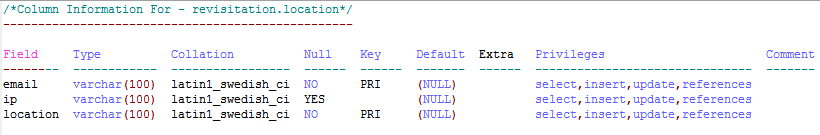 /*Column Information For - revisitation.location*/
--------------------------------------------------
Field     Type          Collation          Null    Key     Default  Extra   Privileges                       Comment
--------  ------------  -----------------  ------  ------  -------  ------  -------------------------------  -------
email     varchar(100)  latin1_swedish_ci  NO      PRI     (NULL)           select,insert,update,references
ip        varchar(100)  latin1_swedish_ci  YES             (NULL)           select,insert,update,references
location  varchar(100)  latin1_swedish_ci  NO      PRI     (NULL)           select,insert,update,references